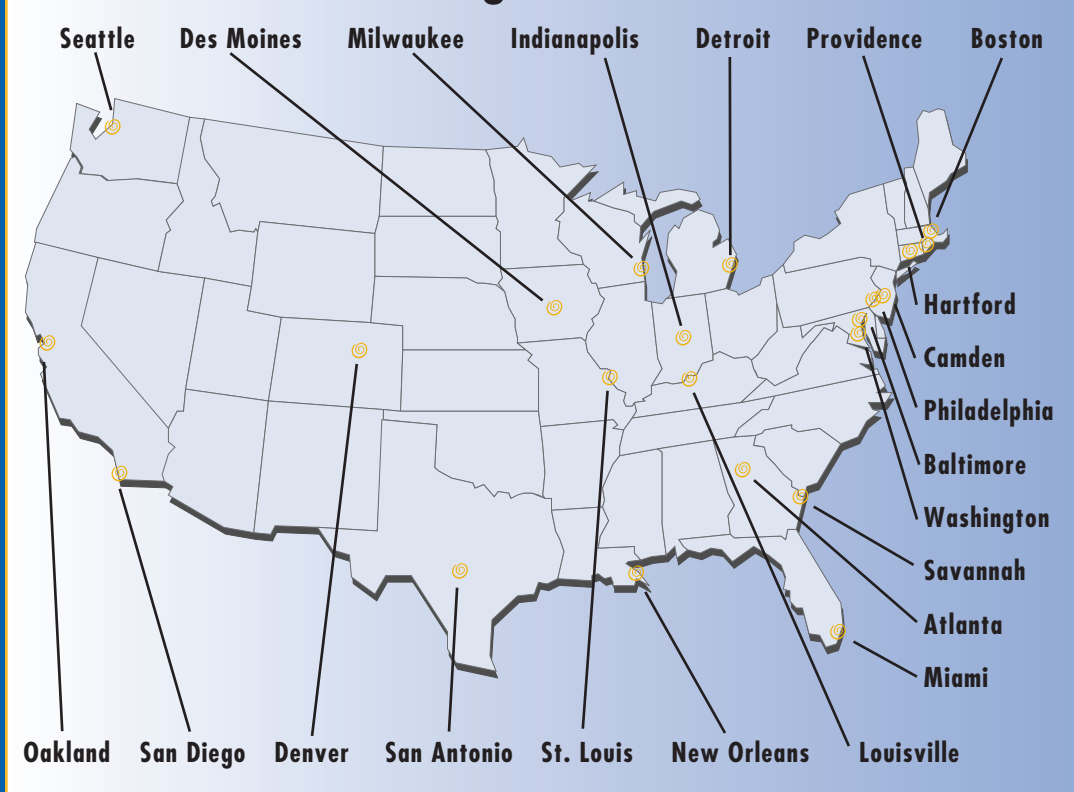 Seattle Des Moines Milwaukee Indianapolis Detroit Providence Boston
Hartford
Camden
Philadelphia
Baltimore
Washington
Savannah
Atlanta
Miami
Oakland San Diego Denver San Antonio St. Louis New Orleans Louisville